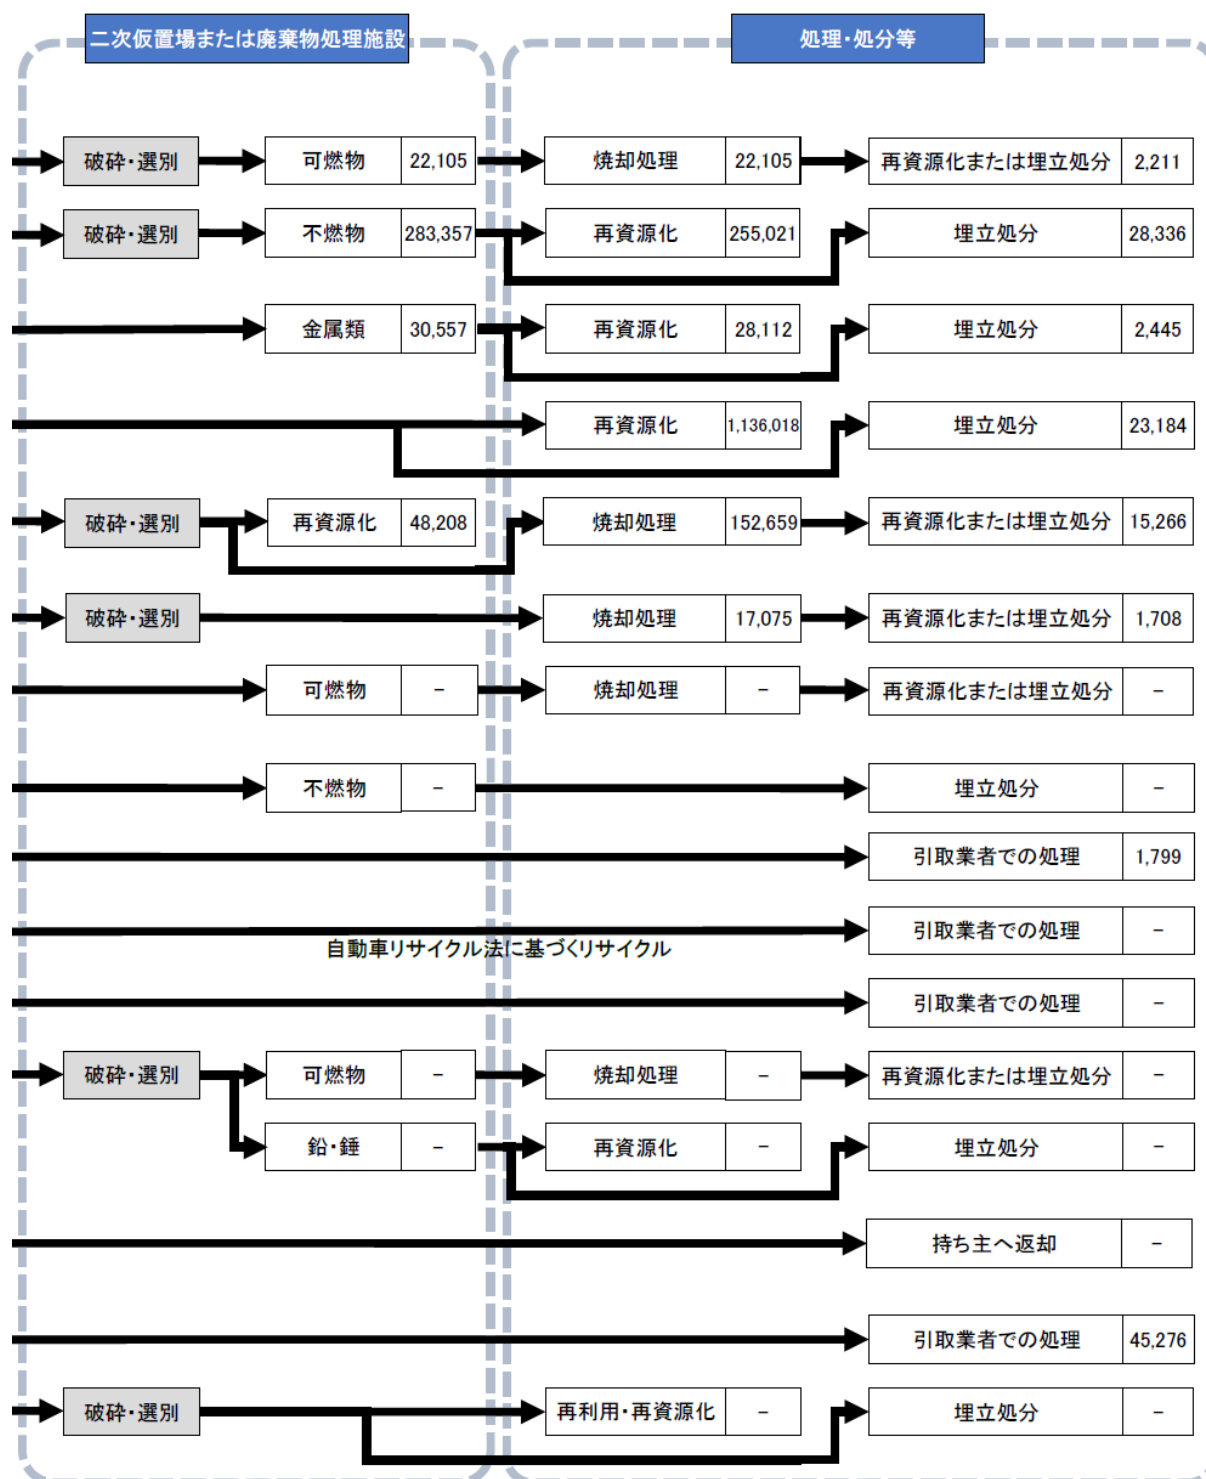 二次仮置場または廃棄物処理施設 処理・処分等
破砕・選別 可燃物 22,105 焼却処理 22,105 再資源化または埋立処分 2,211
破砕・選別 不燃物 283,357 再資源化 255,021 埋立処分 28,336
金属類 30,557 再資源化 28,112 埋立処分 2,445
再資源化 1,136,018 埋立処分 23,184
破砕・選別 再資源化 48,208 焼却処理 152,659 再資源化または埋立処分 15,266
破砕・選別 焼却処理 17,075 再資源化または埋立処分 1,708
可燃物 － 焼却処理 － 再資源化または埋立処分 －
不燃物 － 埋立処分 －
引取業者での処理 1,799
引取業者での処理 －
自動車リサイクル法に基づくリサイクル
引取業者での処理 －
破砕・選別 可燃物 － 焼却処理 － 再資源化または埋立処分 －
鉛・錘 － 再資源化 － 埋立処分 －
持ち主へ返却 －
引取業者での処理 45,276
破砕・選別 再利用・再資源化 － 埋立処分 －